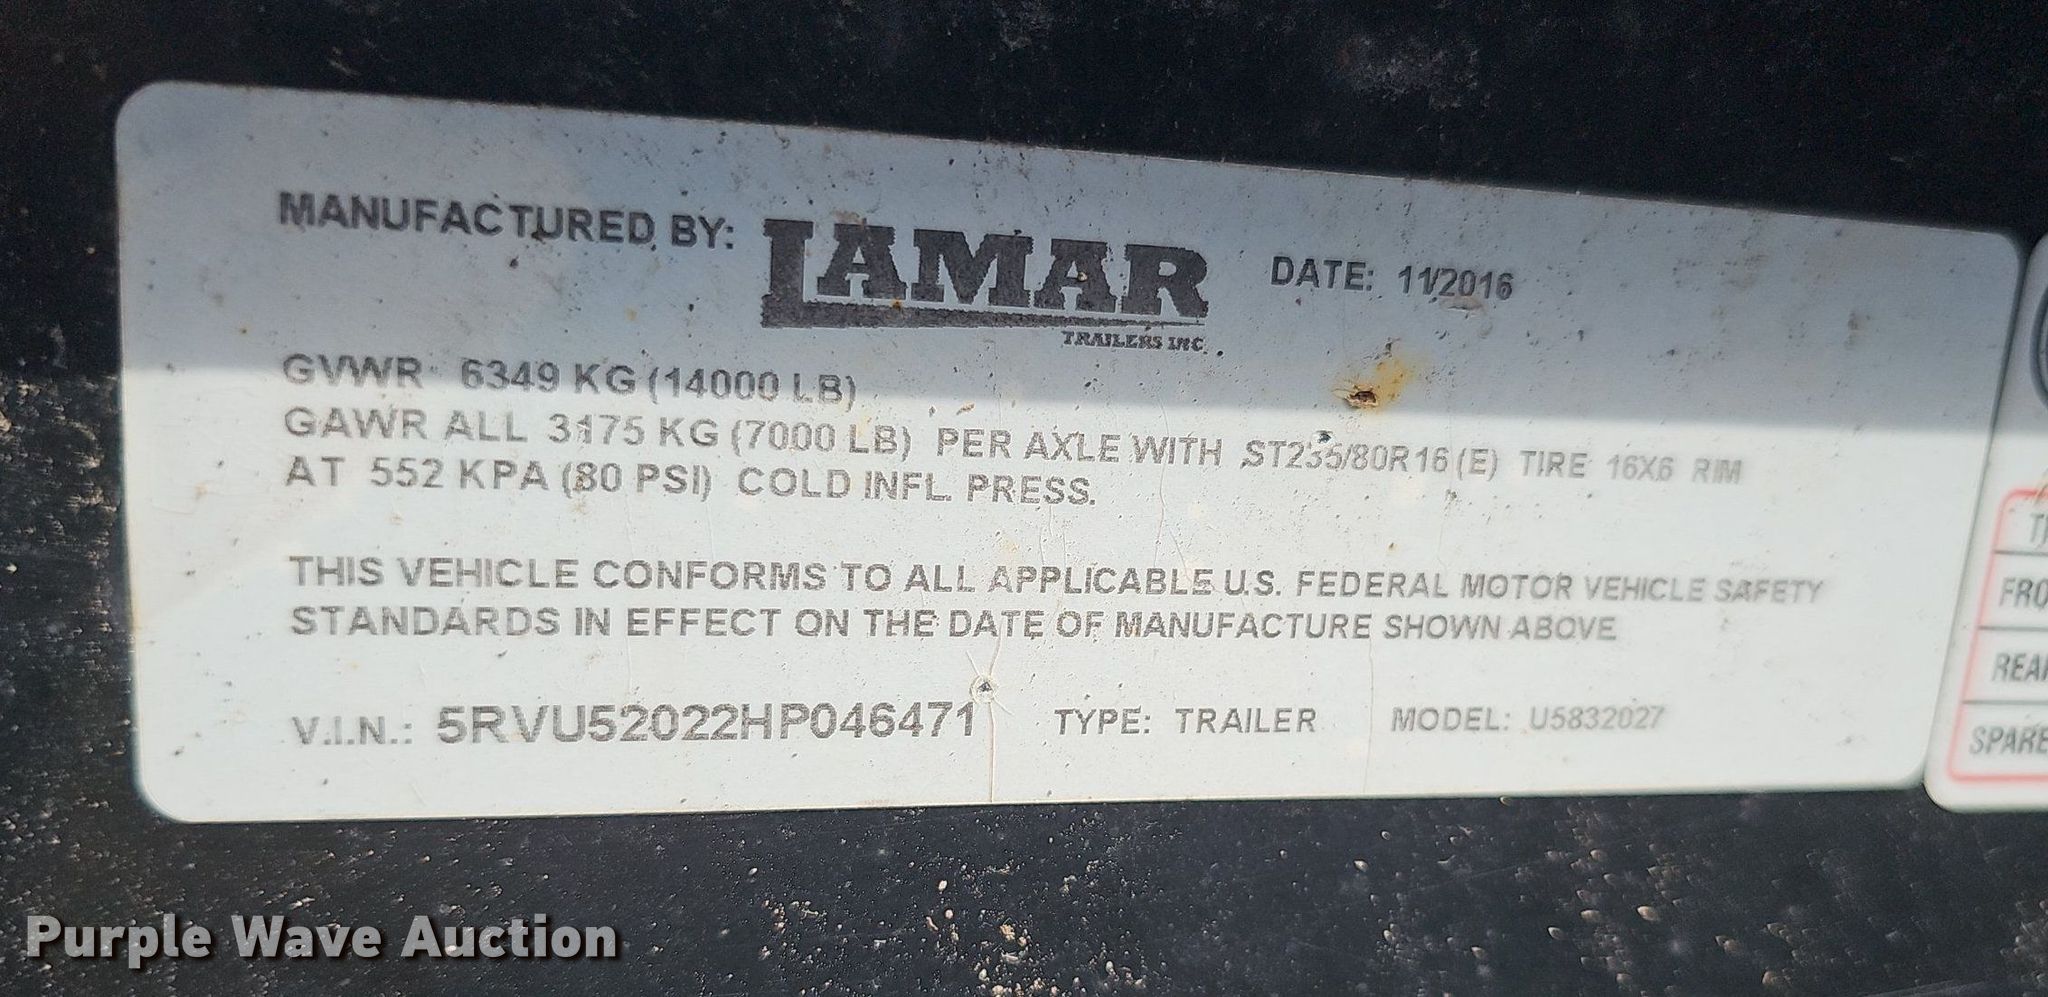 MANUFACTURED BY: LAMAR DATE: 11/2016
TRAILERS INC.
GVWR 6349 KG (14000 LB)
GAWR ALL 3175 KG (7000 LB) PER AXLE WITH ST235/80R16 (E) TIRE 16X6 RIM
AT 552 KPA (80 PSI) COLD INFL. PRESS.
THIS VEHICLE CONFORMS TO ALL APPLICABLE U.S. FEDERAL MOTOR VEHICLE SAFETY
STANDARDS IN EFFECT ON THE DATE OF MANUFACTURE SHOWN ABOVE
V.I.N.: 5RVU52022HP046471 TYPE: TRAILER MODEL: U5832027
SPARE
Purple Wave Auction